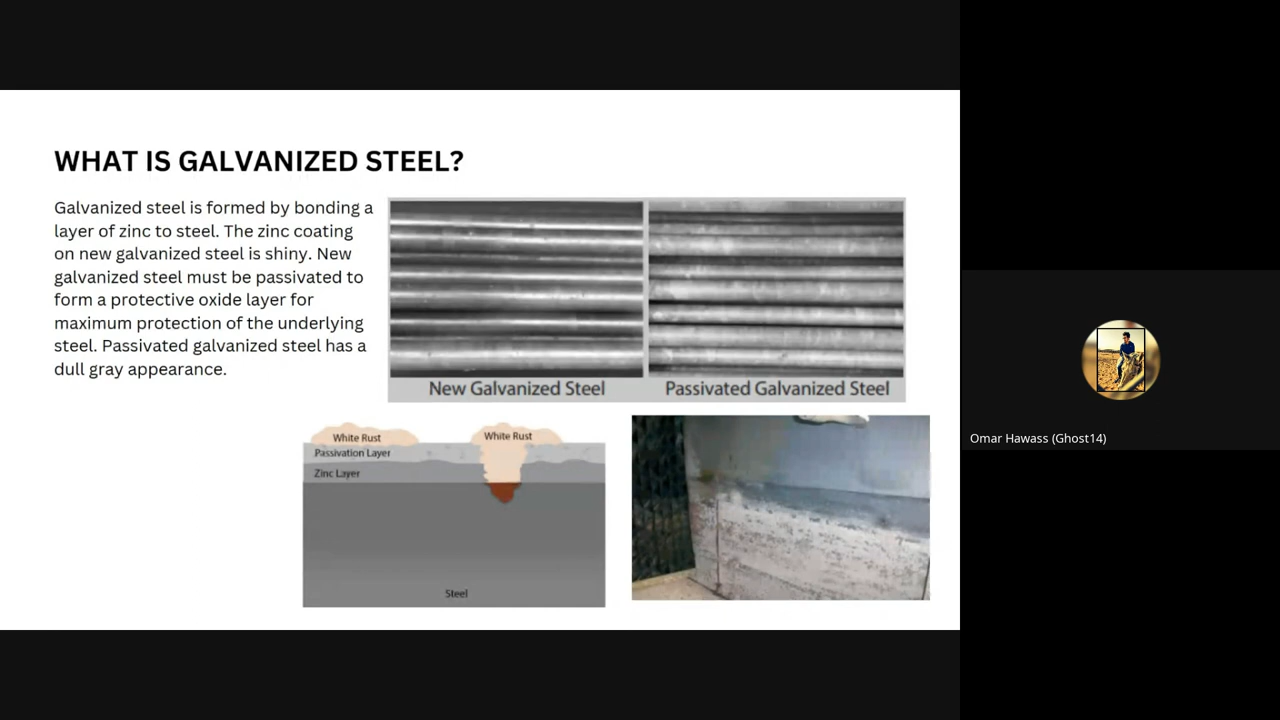 WHAT IS GALVANIZED STEEL?
Galvanized steel is formed by bonding a
layer of zinc to steel. The zinc coating
on new galvanized steel is shiny. New
galvanized steel must be passivated to
form a protective oxide layer for
maximum protection of the underlying
steel. Passivated galvanized steel has a
dull gray appearance.
New Galvanized Steel
Passivated Galvanized Steel
White Rust
White Rust
Passivation Layer
Zinc Layer
Steel
Omar Hawass (Ghost14)